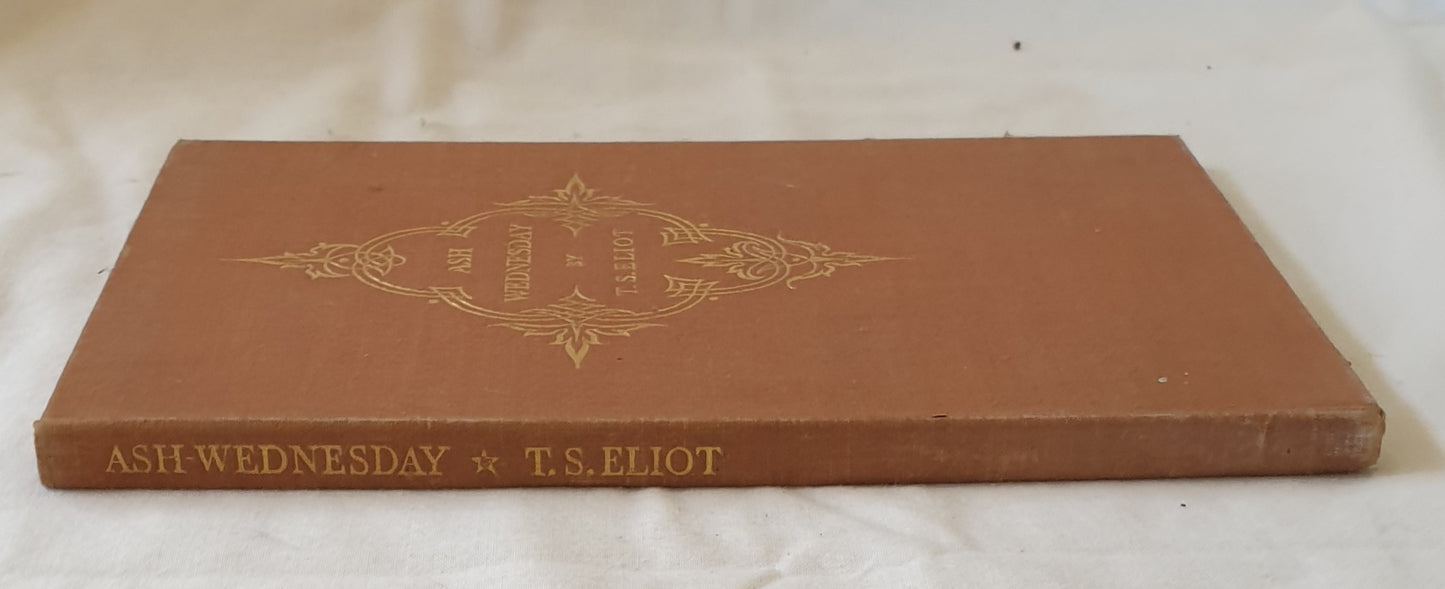 ASH
WEDNESDAY
BY
T. S. ELIOT
ASH-WEDNESDAY ☆ T. S. ELIOT